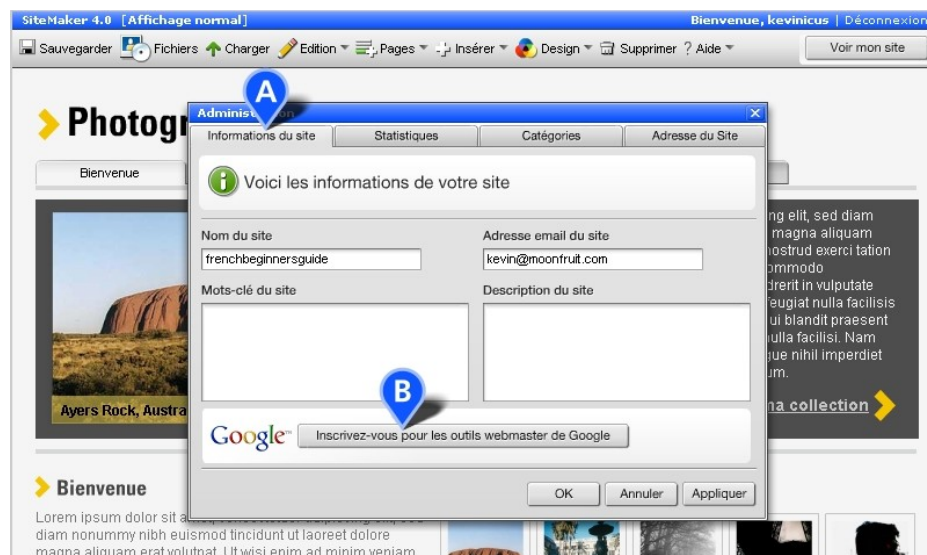 SiteMaker 4.0 [Affichage normal] Bienvenue, kevinicus | Déconnexion
Sauvegarder Fichiers Charger Edition Pages Insérer Design Supprimer ? Aide Voir mon site
A
Photogr
Administ on X
Informations du site Statistiques Catégories Adresse du Site
Bienvenue
i Voici les informations de votre site
Nom du site Adresse email du site
frenchbeginnersguide kevin@moonfruit.com
Mots-clé du site Description du site
ng elit, sed diam
magna aliquam
nostrud exerci tation
ommodo
drerit in vulputate
feugiat nulla facilisis
ui blandit praesent
nulla facilisi. Nam
gue nihil imperdiet
um.
B
Ayers Rock, Austra
na collection
Google™ Inscrivez-vous pour les outils webmaster de Google
OK Annuler Appliquer
Bienvenue
Lorem ipsum dolor sit a
diam nonummy nibh euismod tincidunt ut laoreet dolore
magna aliquam erat volutpat. Ut wisi enim ad minim veniam